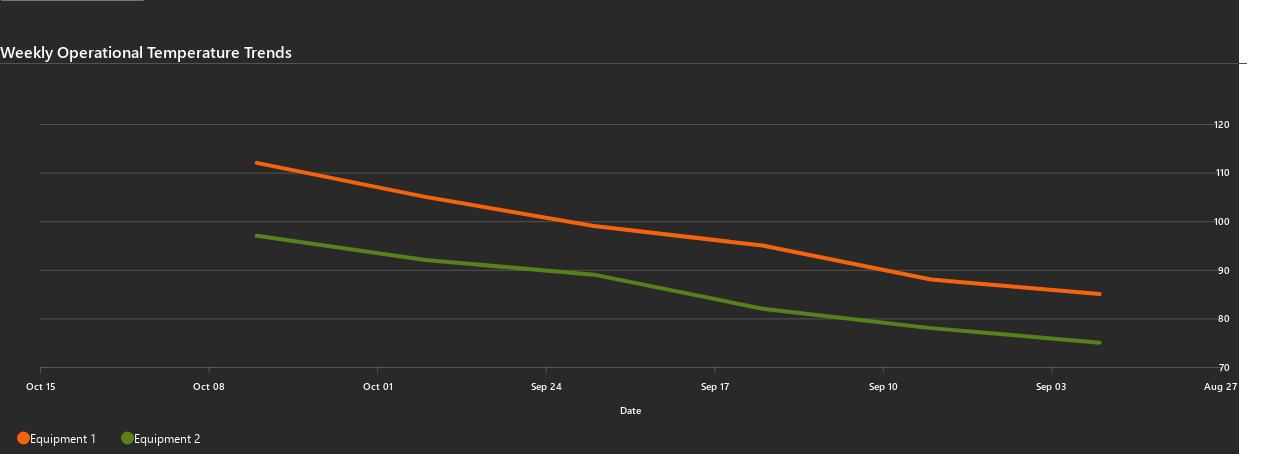 Weekly Operational Temperature Trends
120
110
100
90
80
70
Oct 15 Oct 08 Oct 01 Sep 24 Sep 17 Sep 10 Sep 03 Aug 27
Date
Equipment 1 Equipment 2